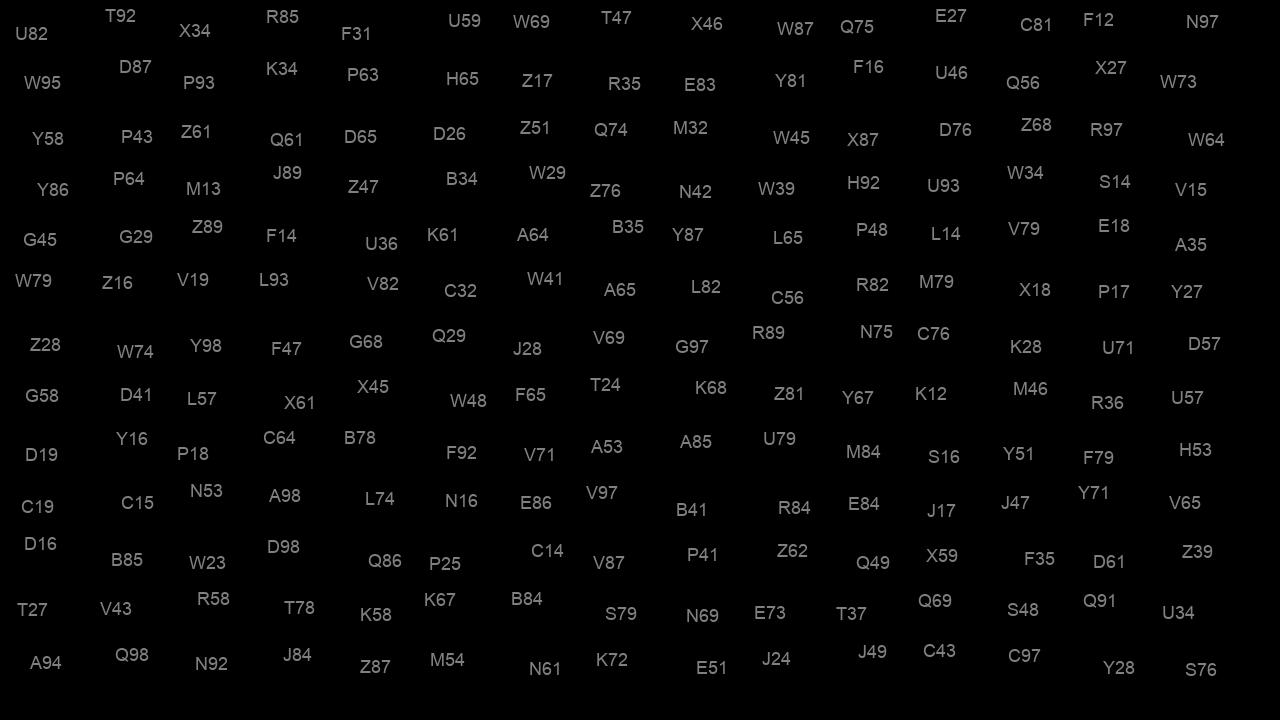 U82 T92 X34 R85 F31 U59 W69 T47 X46 W87 Q75 E27 C81 F12 N97
W95 D87 P93 K34 P63 H65 Z17 R35 E83 Y81 F16 U46 Q56 X27 W73
Y58 P43 Z61 Q61 D65 D26 Z51 Q74 M32 W45 X87 D76 Z68 R97 W64
Y86 P64 M13 J89 Z47 B34 W29 Z76 N42 W39 H92 U93 W34 S14 V15
G45 G29 Z89 F14 U36 K61 A64 B35 Y87 L65 P48 L14 V79 E18 A35
W79 Z16 V19 L93 V82 C32 W41 A65 L82 C56 R82 M79 X18 P17 Y27
Z28 W74 Y98 F47 G68 Q29 J28 V69 G97 R89 N75 C76 K28 U71 D57
G58 D41 L57 X61 X45 W48 F65 T24 K68 Z81 Y67 K12 M46 R36 U57
D19 Y16 P18 C64 B78 F92 V71 A53 A85 U79 M84 S16 Y51 F79 H53
C19 C15 N53 A98 L74 N16 E86 V97 B41 R84 E84 J17 J47 Y71 V65
D16 B85 W23 D98 Q86 P25 C14 V87 P41 Z62 Q49 X59 F35 D61 Z39
T27 V43 R58 T78 K58 K67 B84 S79 N69 E73 T37 Q69 S48 Q91 U34
A94 Q98 N92 J84 Z87 M54 N61 K72 E51 J24 J49 C43 C97 Y28 S76